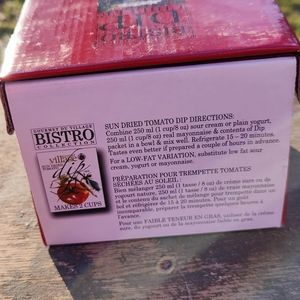 GOURMET DU VILLAGE
BISTRO
COLLECTION
village
dip
MAKES 2 CUPS
SUN DRIED TOMATO DIP DIRECTIONS:
Combine 250 ml (1 cup/8 oz) sour cream or plain yogurt,
250 ml (1 cup/8 oz) real mayonnaise & contents of Dip
packet in a bowl & mix well. Refrigerate 15 – 20 minutes.
Tastes even better if prepared a couple of hours in advance.
For a LOW-FAT VARIATION, substitute low fat sour
cream, yogurt or mayonnaise.
PRÉPARATION POUR TREMPETTE TOMATES
SÉCHÉES AU SOLEIL:
Bien mélanger 250 ml (1 tasse / 8 oz) de crème sure ou de
yogourt nature, 250 ml (1 tasse / 8 oz) de vraie mayonnaise
et le contenu du sachet de mélange pour trempette dans un
bol et réfrigérer de 15 à 20 minutes. Pour un goût
incomparable, préparer la trempette quelques heures à
l'avance.
Pour une FAIBLE TENEUR EN GRAS, utiliser de la crème
sure, du yogourt ou de la mayonnaise faible en gras.